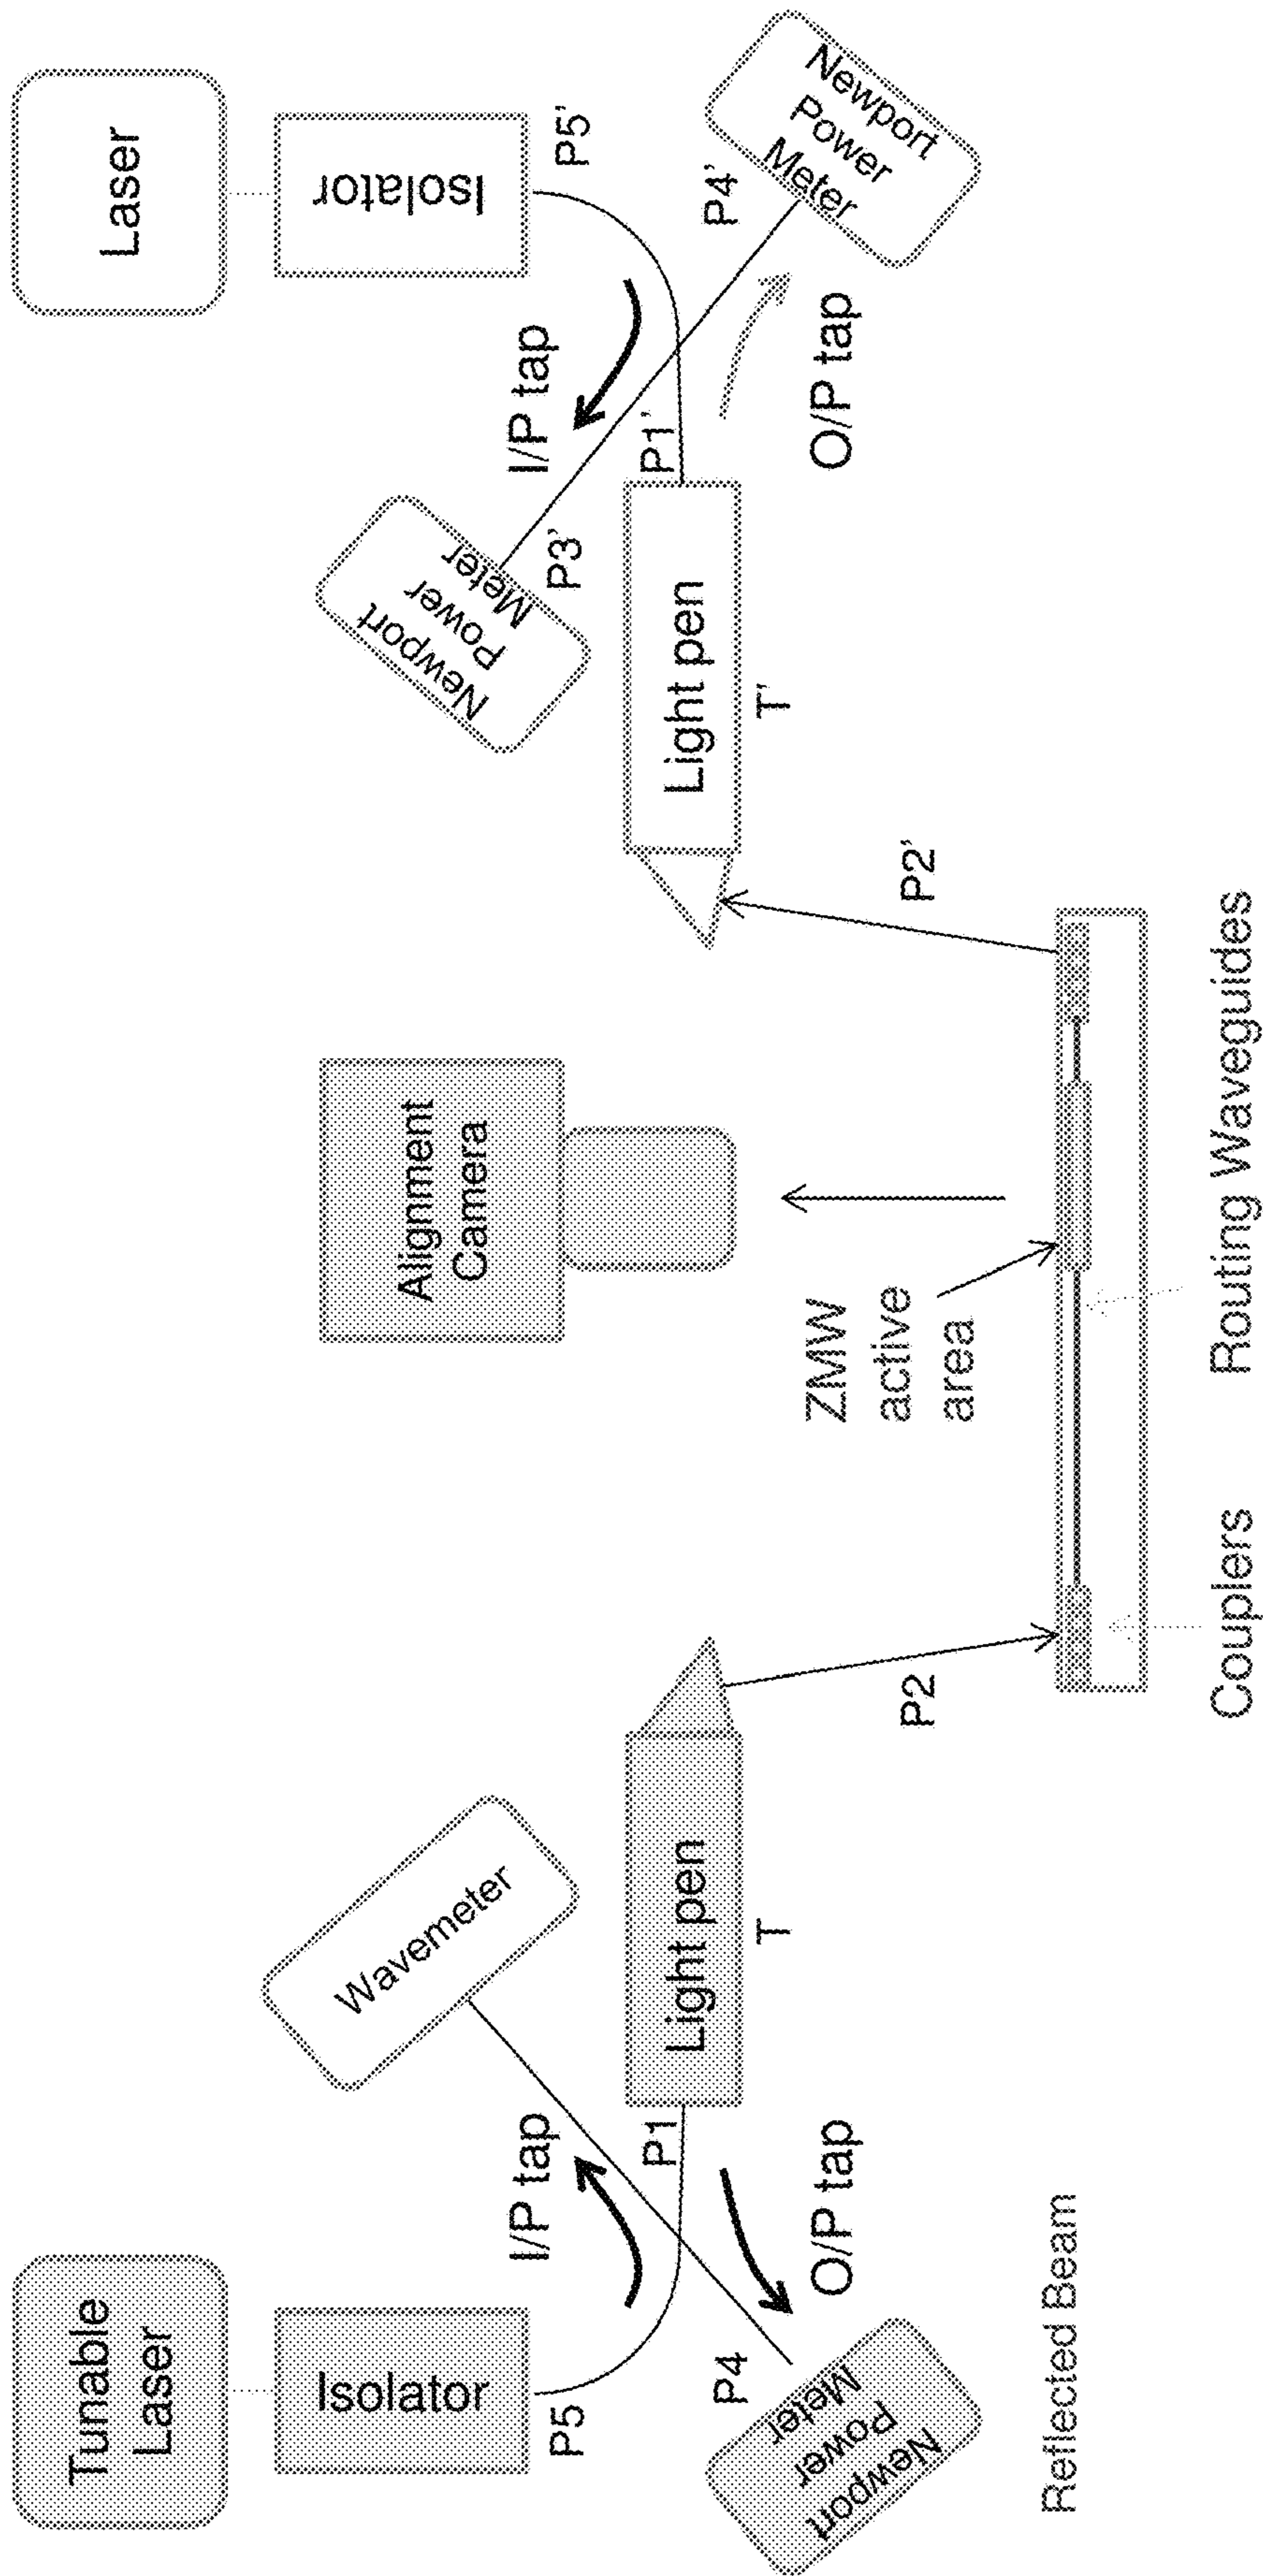 Tunable
Laser
Isolator
P5
I/P tap
Wavemeter
P1
Light pen
T
O/P tap
P4
Newport
Power
Meter
Reflected Beam
P2
Couplers
Alignment
Camera
ZMW
active
area
Routing Waveguides
P2’
Light pen
T’
Newport
Power
Meter
P3’
I/P tap
P1’
O/P tap
Laser
Isolator
P5’
P4’
Newport
Power
Meter